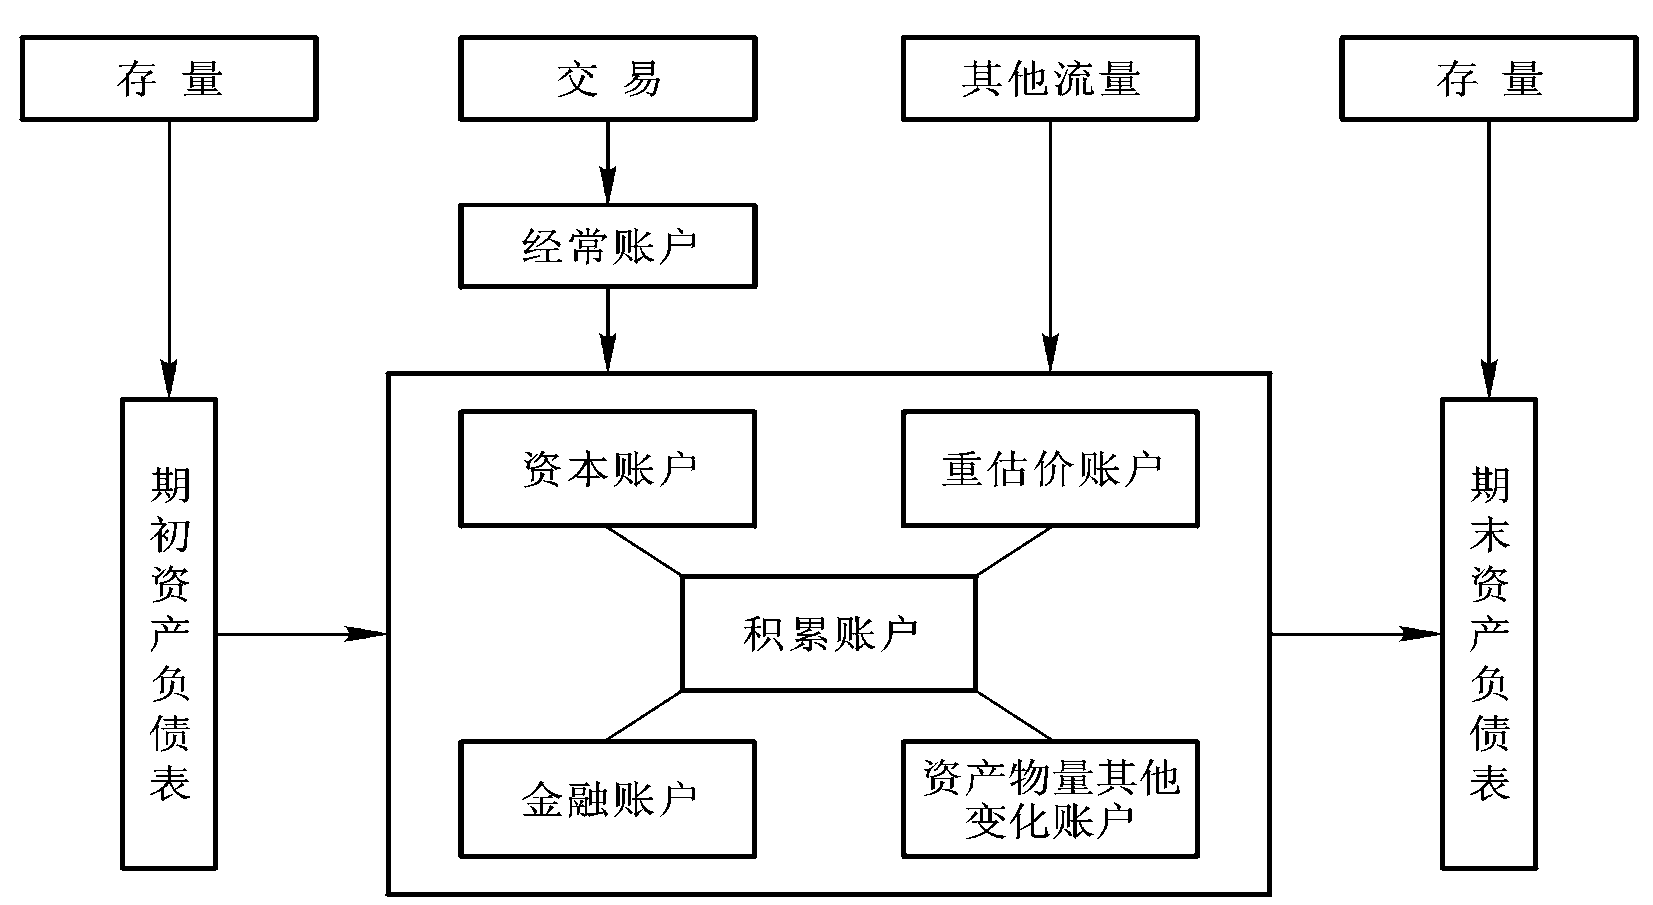 存量
交易
其他流量
存量
经常账户
资本账户
重估价账户
期初资产负债表
积累账户
期末资产负债表
金融账户
资产物量其他
变化账户